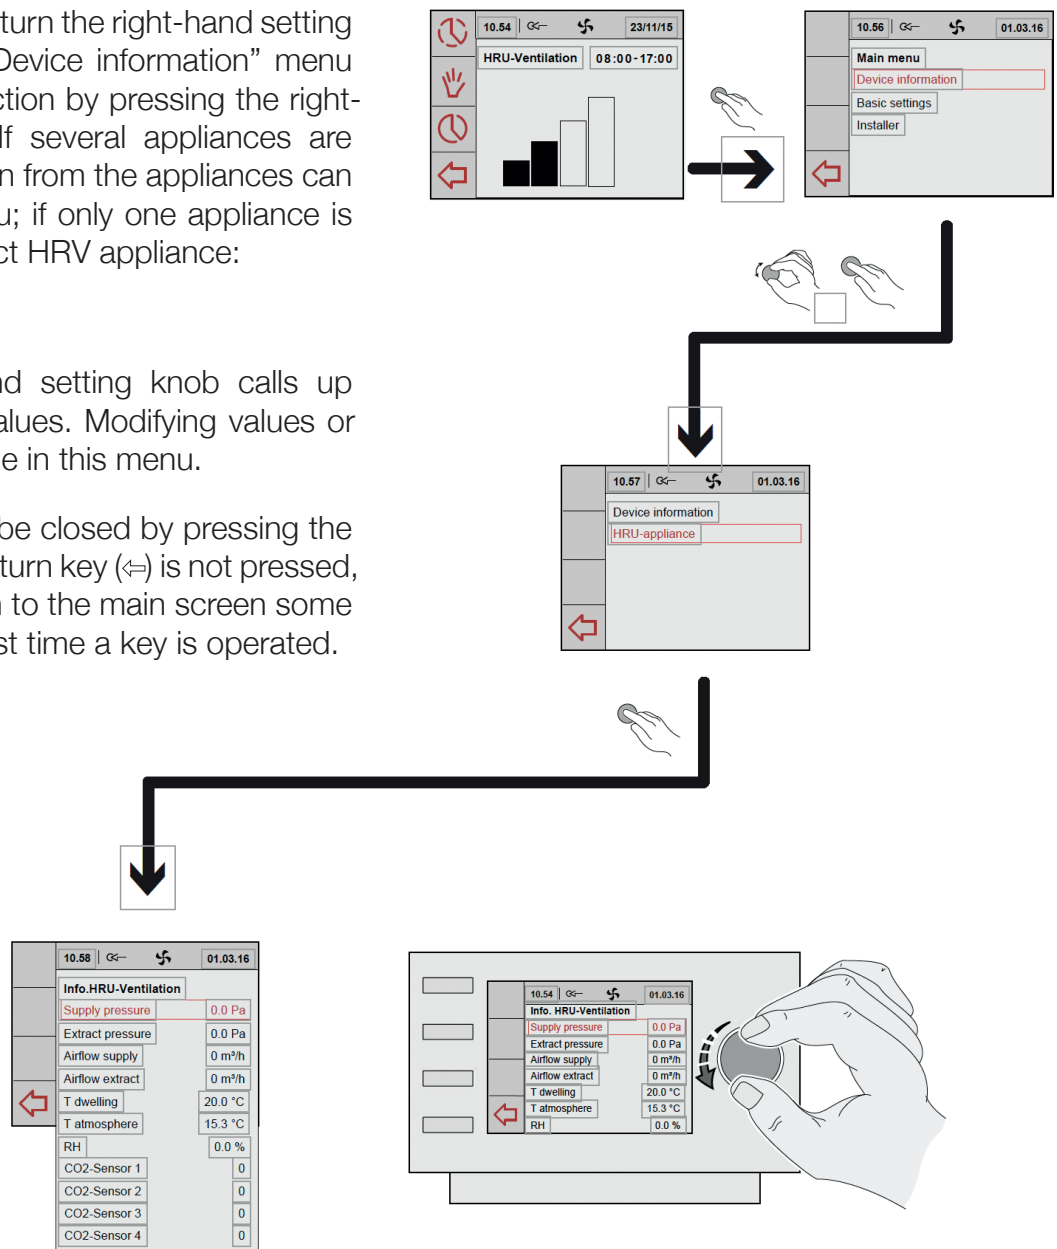 turn the right-hand setting
Device information” menu
ction by pressing the right-
If several appliances are
n from the appliances can
u; if only one appliance is
ct HRV appliance:
nd setting knob calls up
alues. Modifying values or
e in this menu.
be closed by pressing the
turn key (⇦) is not pressed,
n to the main screen some
st time a key is operated.
10.54 23/11/15
HRU-Ventilation 08:00-17:00
10.56 01.03.16
Main menu
Device information
Basic settings
Installer
10.57 01.03.16
Device information
HRU-appliance
10.58 01.03.16
Info.HRU-Ventilation
Supply pressure 0.0 Pa
Extract pressure 0.0 Pa
Airflow supply 0 m³/h
Airflow extract 0 m³/h
T dwelling 20.0 °C
T atmosphere 15.3 °C
RH 0.0 %
CO2-Sensor 1 0
CO2-Sensor 2 0
CO2-Sensor 3 0
CO2-Sensor 4 0
10.54 01.03.16
Info. HRU-Ventilation
Supply pressure 0.0 Pa
Extract pressure 0.0 Pa
Airflow supply 0 m³/h
Airflow extract 0 m³/h
T dwelling 20.0 °C
T atmosphere 15.3 °C
RH 0.0 %